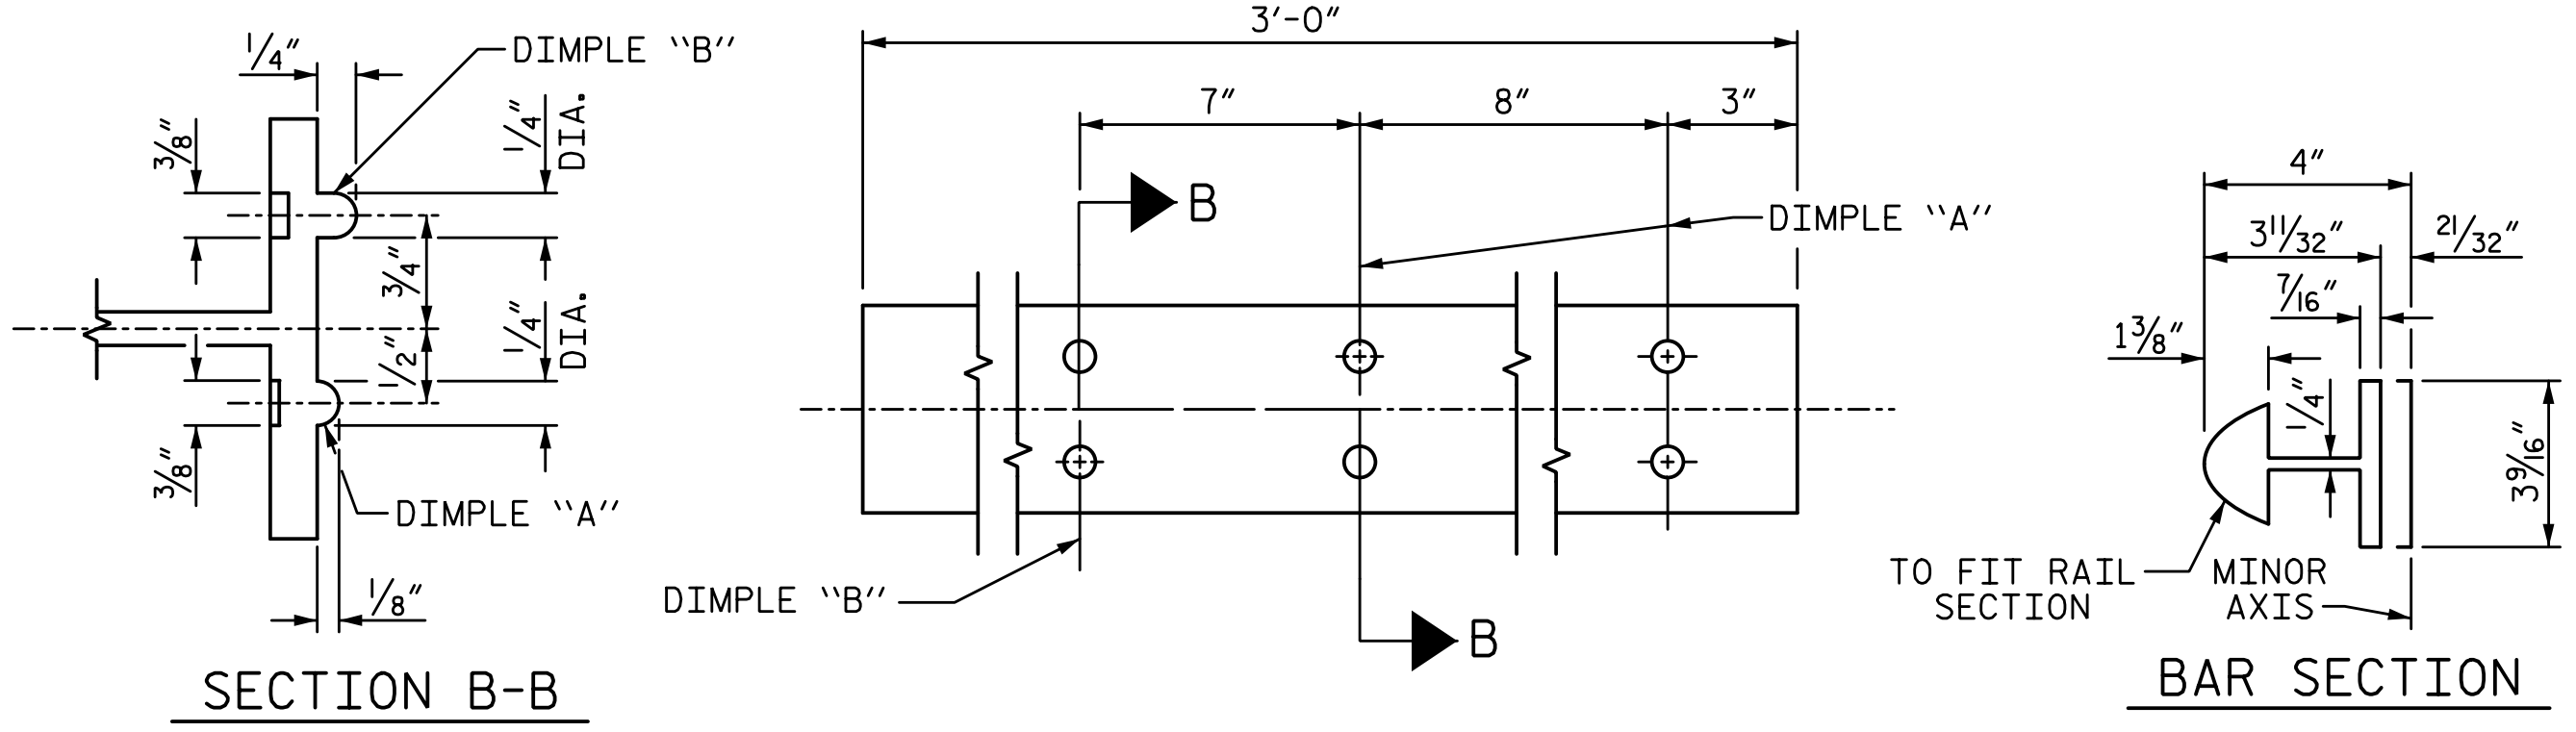 1/4"
DIMPLE "B"
3/8"
1/4" DIA.
3/4"
1/2"
1/4" DIA.
3/8"
DIMPLE "A"
1/8"
SECTION B-B
3'-0"
7"
8"
3"
B
DIMPLE "A"
DIMPLE "B"
B
4"
3 11/32"
21/32"
7/16"
1 3/8"
1/4"
3 9/16"
TO FIT RAIL
SECTION
MINOR
AXIS
BAR SECTION